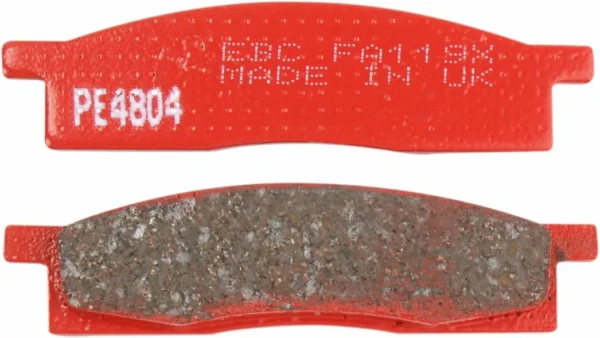 EBC FA119X
MADE IN UK
PE4804